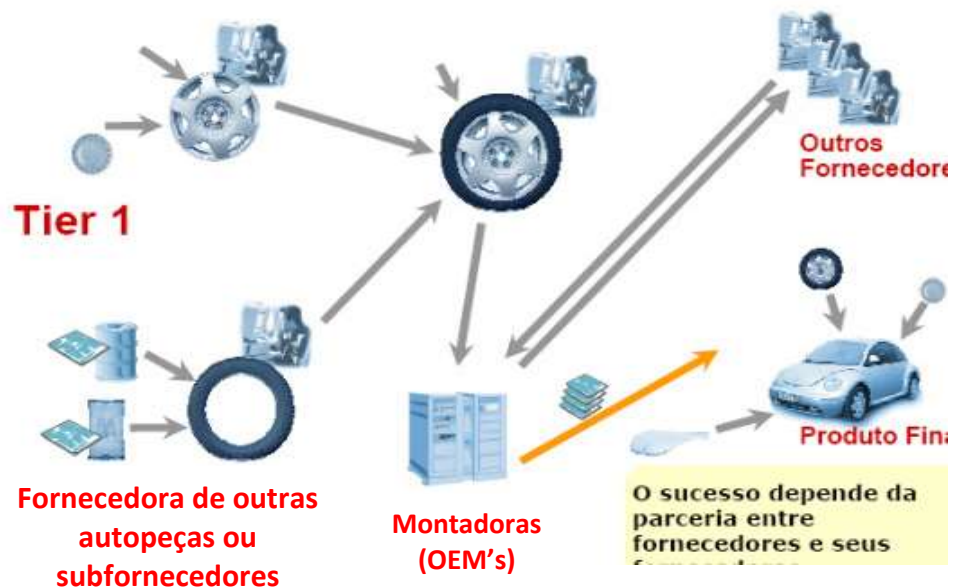 Outros
Fornecedore
Tier 1
Produto Fina
Fornecedora de outras
autopeças ou
subfornecedores
Montadoras
(OEM's)
O sucesso depende da
parceria entre
fornecedores e seus